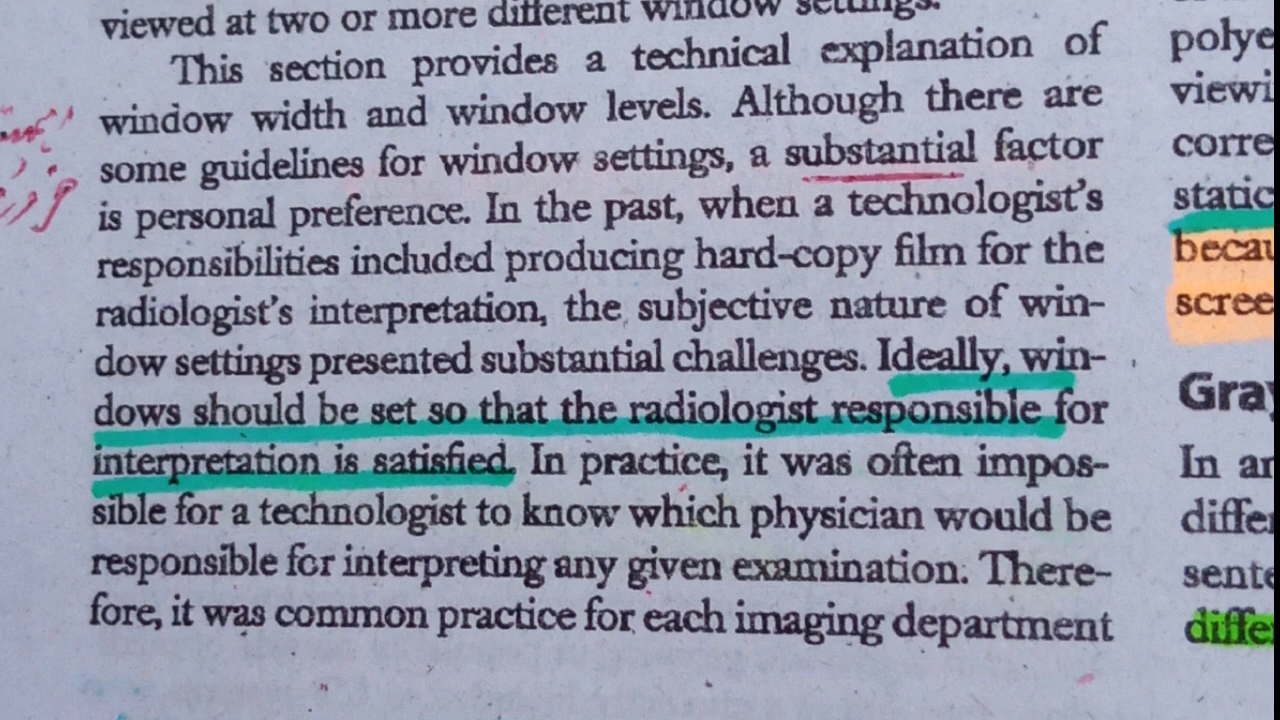 viewed at two or more different window settings.
This section provides a technical explanation of
window width and window levels. Although there are
some guidelines for window settings, a substantial factor
is personal preference. In the past, when a technologist's
responsibilities included producing hard-copy film for the
radiologist's interpretation, the subjective nature of win-
dow settings presented substantial challenges. Ideally, win-
dows should be set so that the radiologist responsible for
interpretation is satisfied. In practice, it was often impos-
sible for a technologist to know which physician would be
responsible for interpreting any given examination. There-
fore, it was common practice for each imaging department
polye
viewi
corre
static
becau
scree
Gray
In an
differ
sente
differ